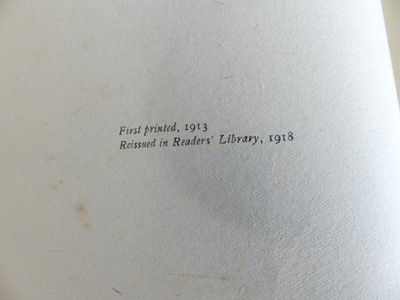 First printed, 1913
Reissued in Readers' Library, 1918